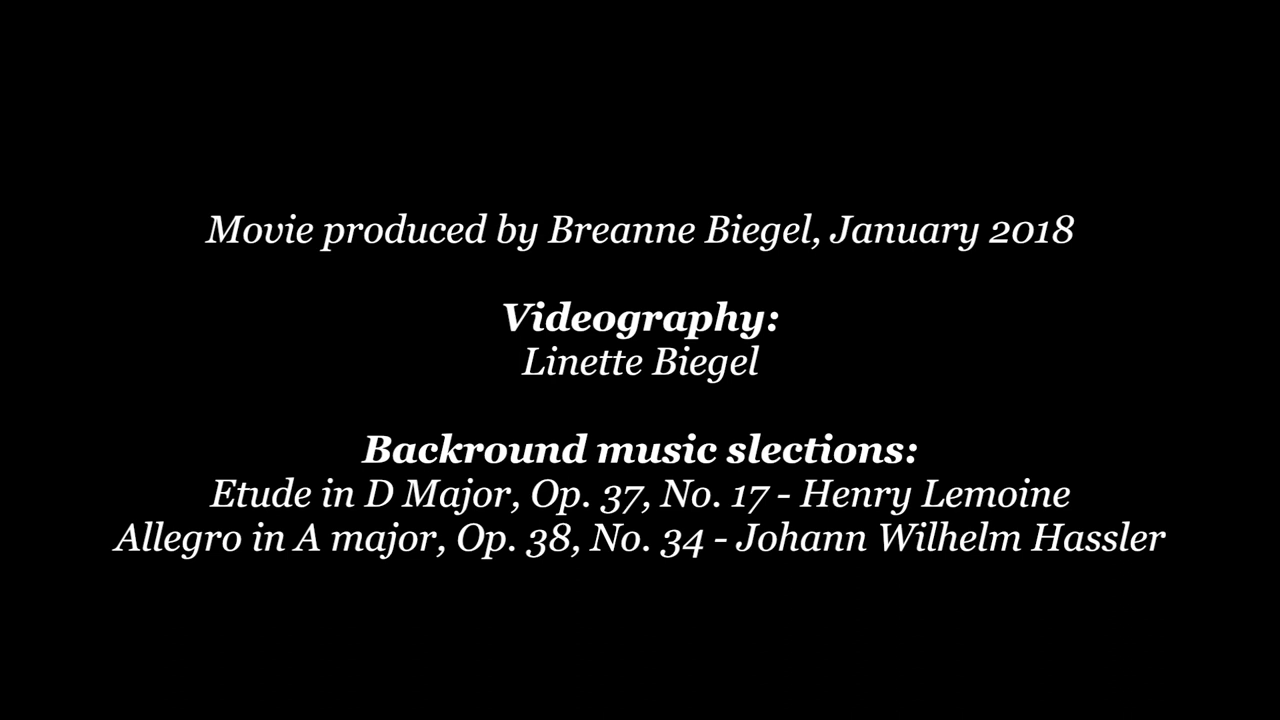 Movie produced by Breanne Biegel, January 2018
Videography:
Linette Biegel
Backround music slections:
Etude in D Major, Op. 37, No. 17 - Henry Lemoine
Allegro in A major, Op. 38, No. 34 - Johann Wilhelm Hassler